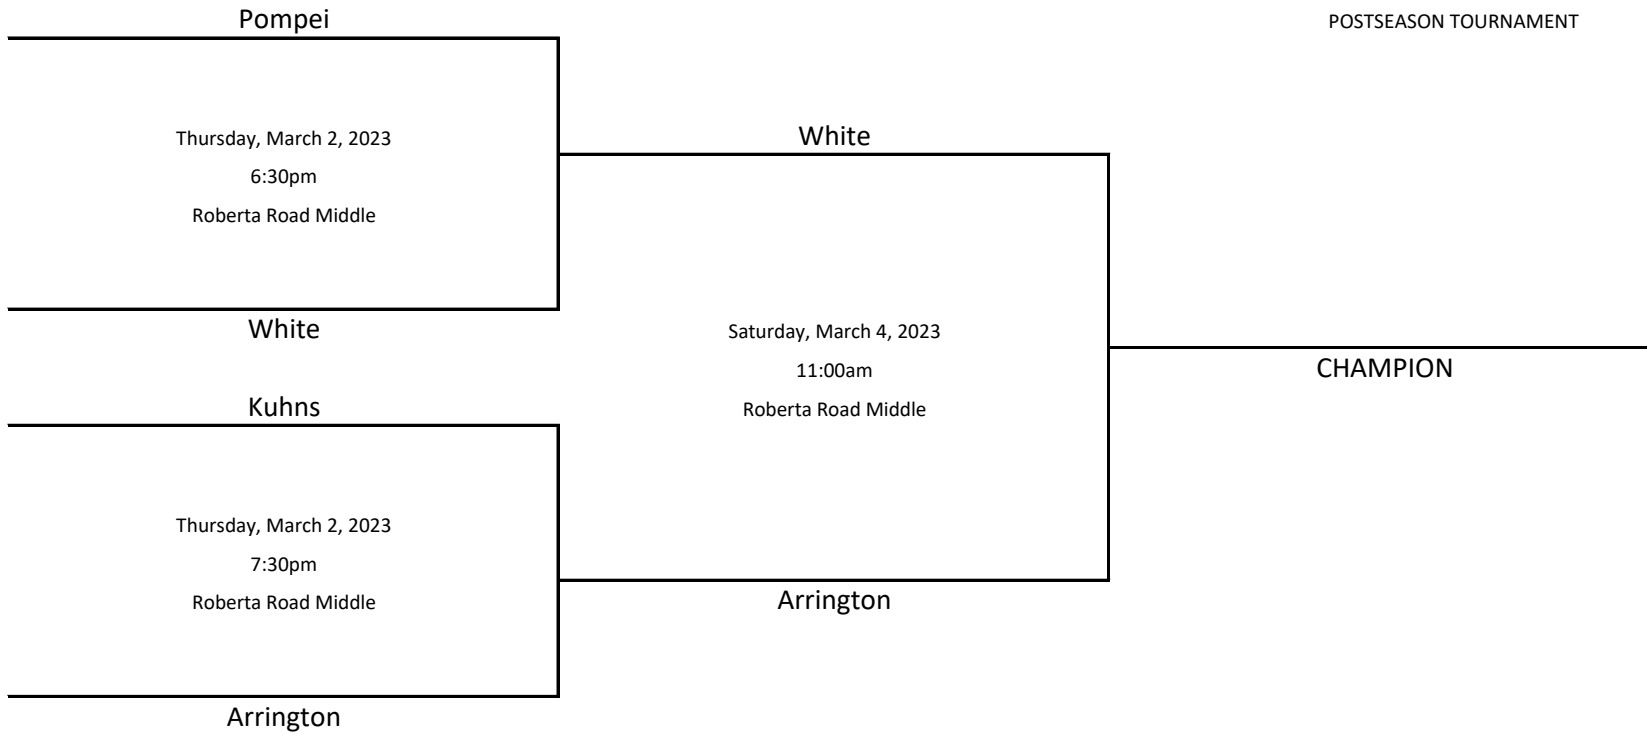 Pompei
POSTSEASON TOURNAMENT
Thursday, March 2, 2023
6:30pm
Roberta Road Middle
White
White
Saturday, March 4, 2023
11:00am
Roberta Road Middle
CHAMPION
Kuhns
Thursday, March 2, 2023
7:30pm
Roberta Road Middle
Arrington
Arrington